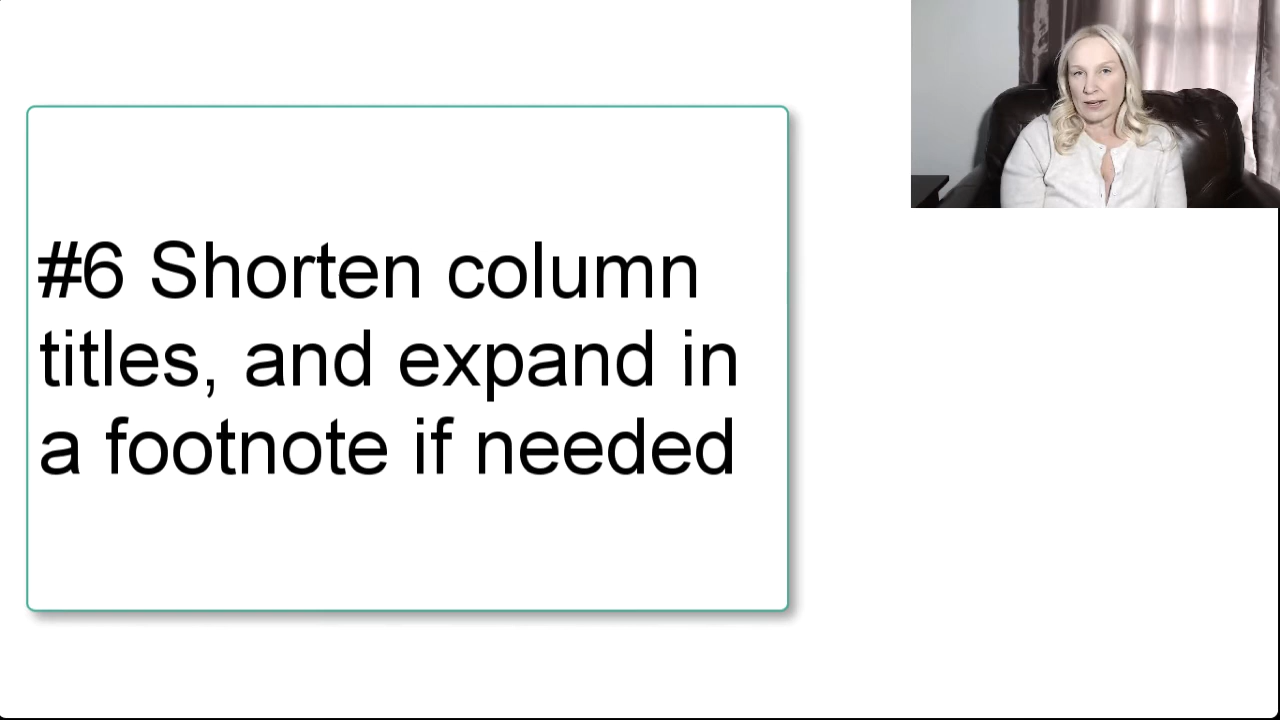 #6 Shorten column
titles, and expand in
a footnote if needed